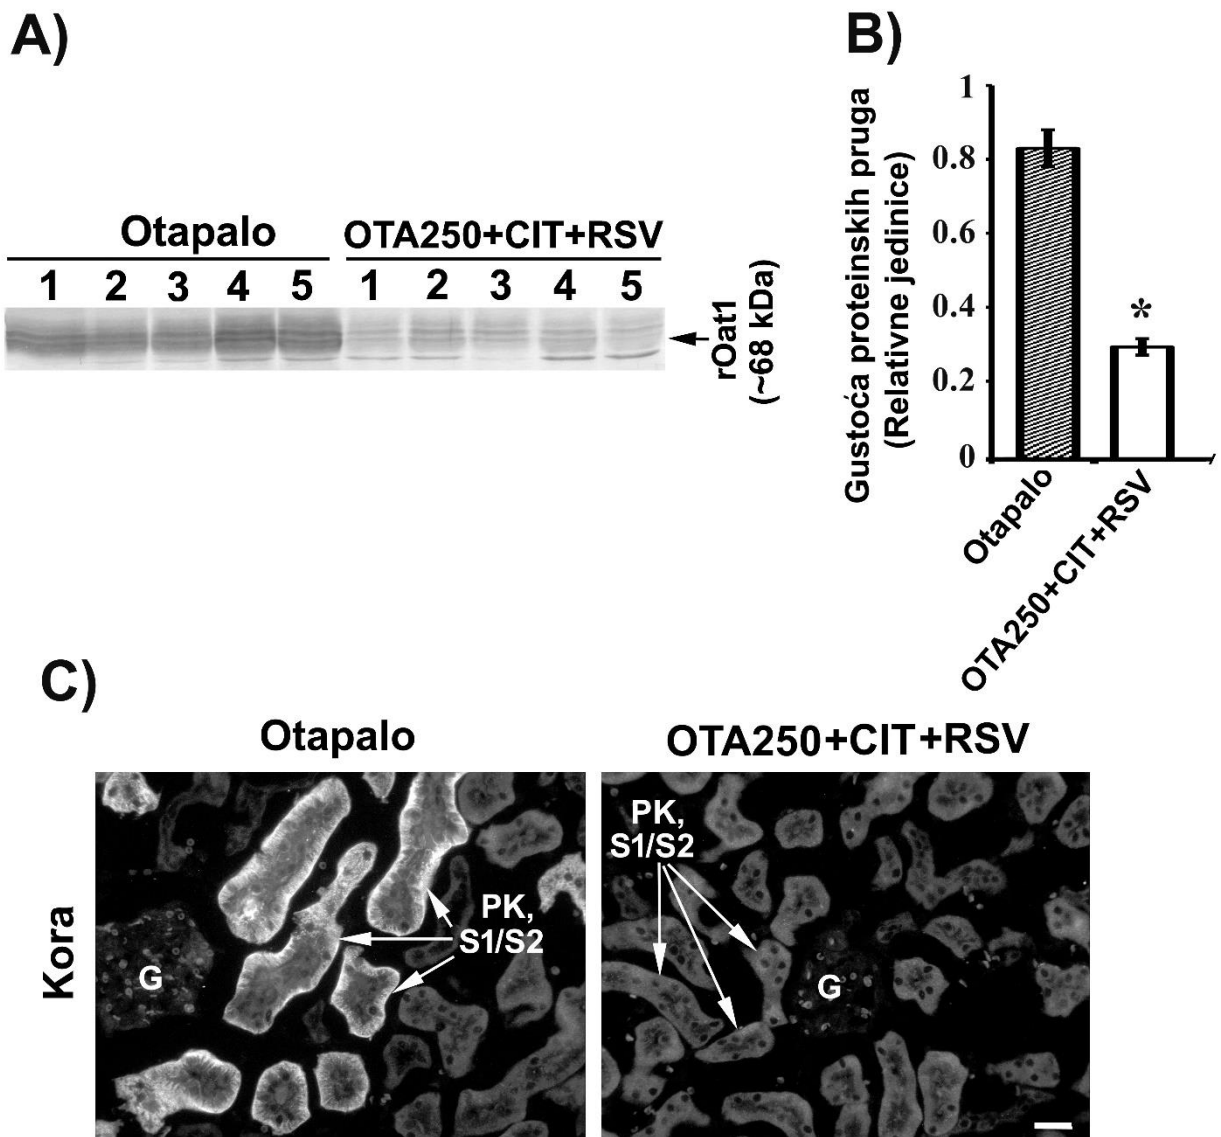 A)
Otapalo OTA250+CIT+RSV
1 2 3 4 5 1 2 3 4 5
rOat1
(~68 kDa)
B)
Gustoća proteinskih pruga
(Relativne jedinice)
1
0.8
0.6
0.4
0.2
0
*
Otapalo
OTA250+CIT+RSV
C)
Otapalo OTA250+CIT+RSV
Kora
PK,
S1/S2
G
PK,
S1/S2
G